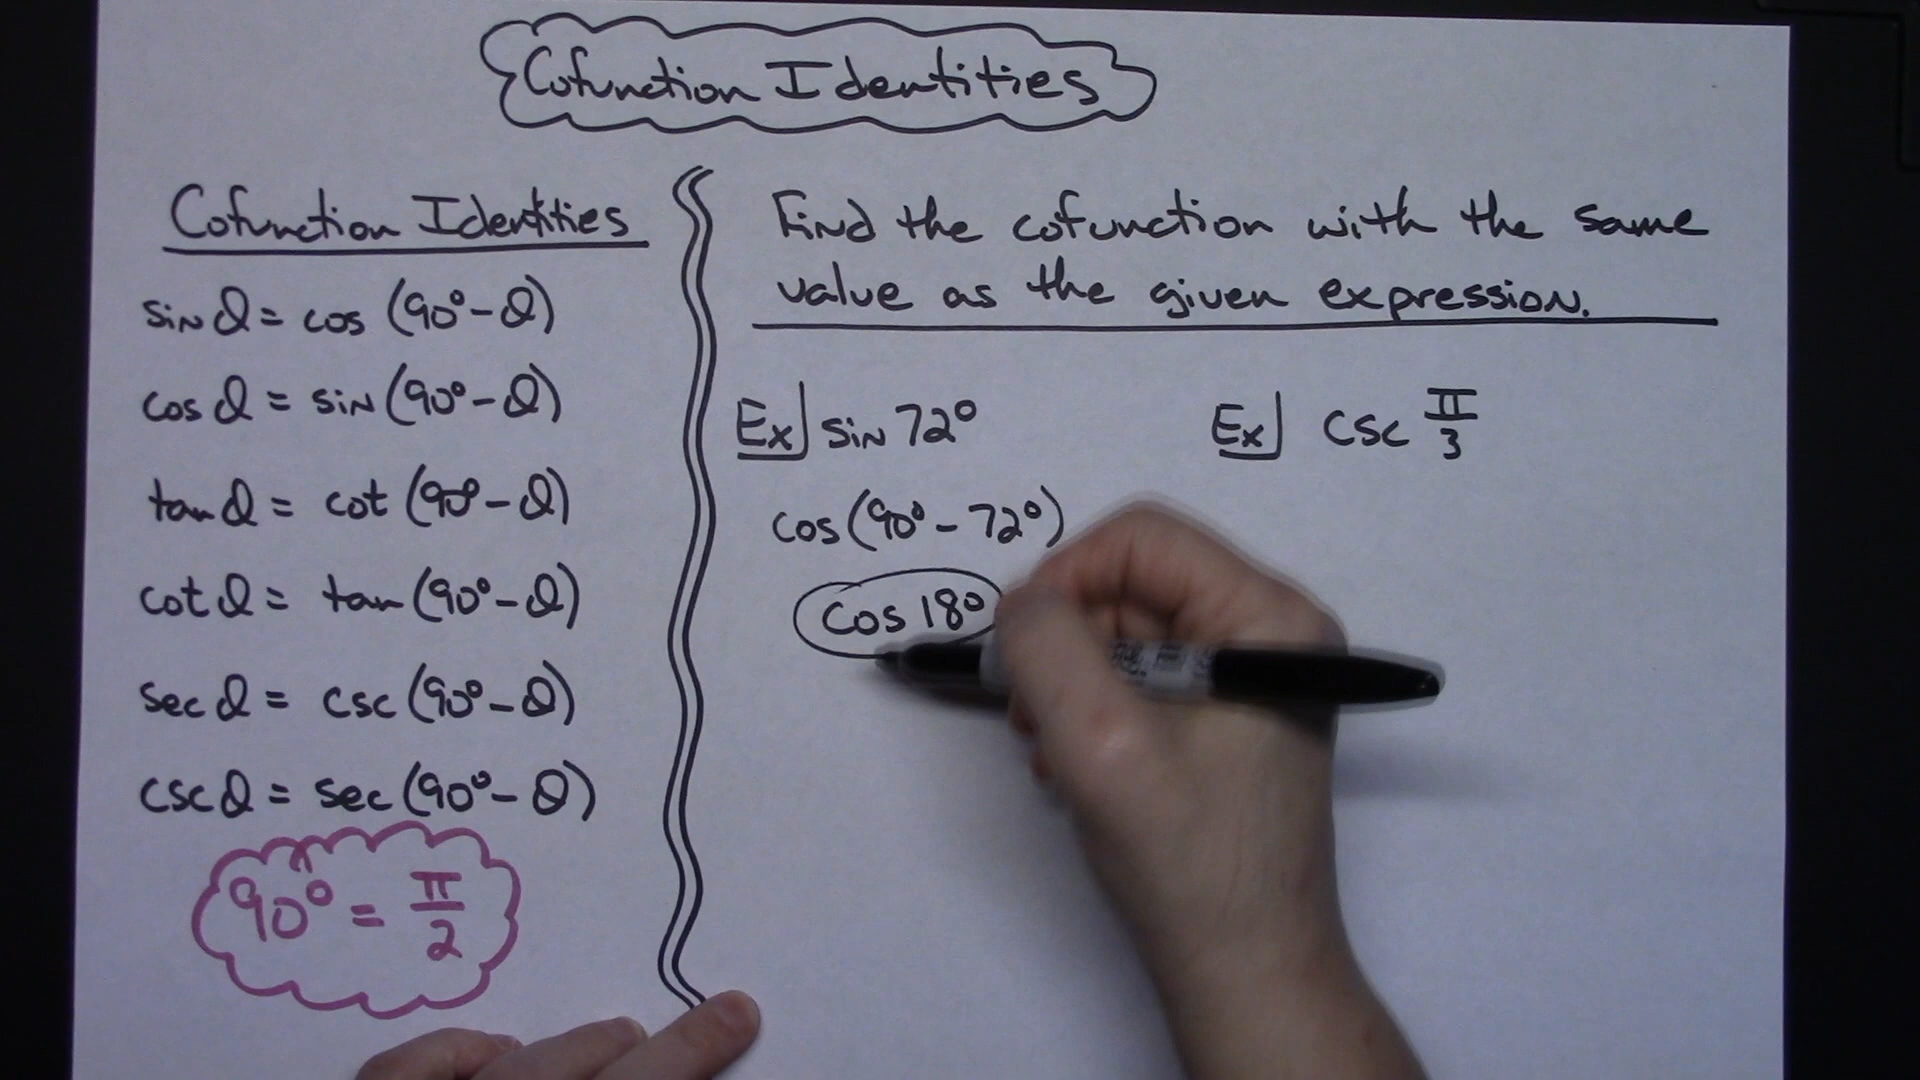 Cofunction Identities
Cofunction Identities
sin θ = cos (90° - θ)
cos θ = sin (90° - θ)
tan θ = cot (90° - θ)
cot θ = tan (90° - θ)
sec θ = csc (90° - θ)
csc θ = sec (90° - θ)
90° = π/2
Find the cofunction with the same
value as the given expression.
Ex) sin 72°
cos (90° - 72°)
cos 18°
Ex) csc π/3